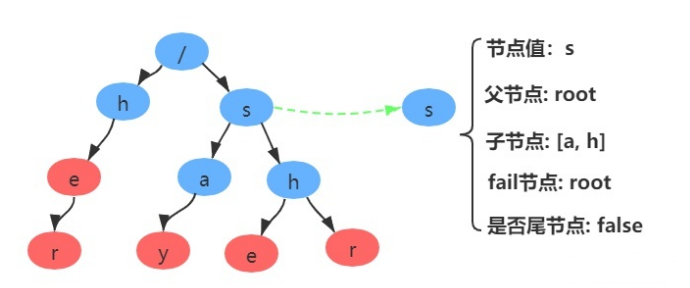 /
h
s
s
e
a
h
r
y
e
r
节点值：s
父节点: root
子节点: [a, h]
fail节点: root
是否尾节点: false